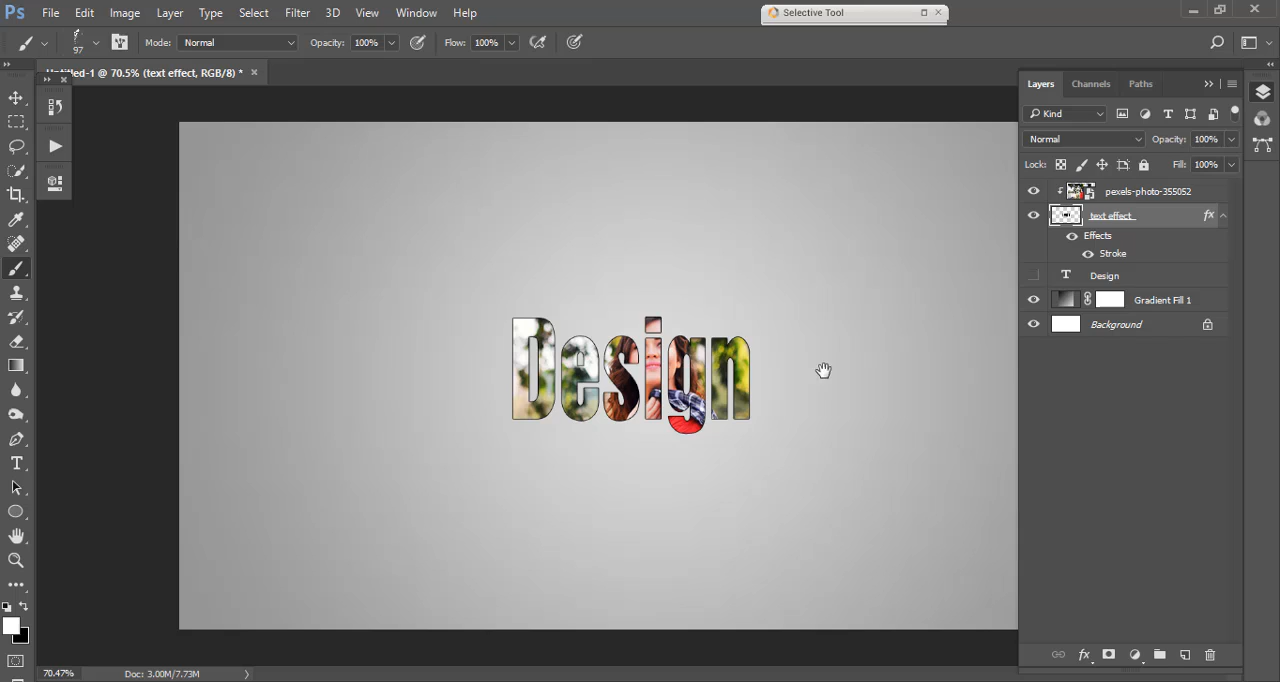 Ps File Edit Image Layer Type Select Filter 3D View Window Help
Selective Tool
97 Mode: Normal Opacity: 100% Flow: 100%
Untitled-1 @ 70.5% (text effect, RGB/8) *
Layers Channels Paths
Kind
Normal Opacity: 100%
Lock: Fill: 100%
pexels-photo-355052
text effect fx
Effects
Stroke
T Design
Gradient Fill 1
Background
Design
fx
70.47% Doc: 3.00M/7.73M